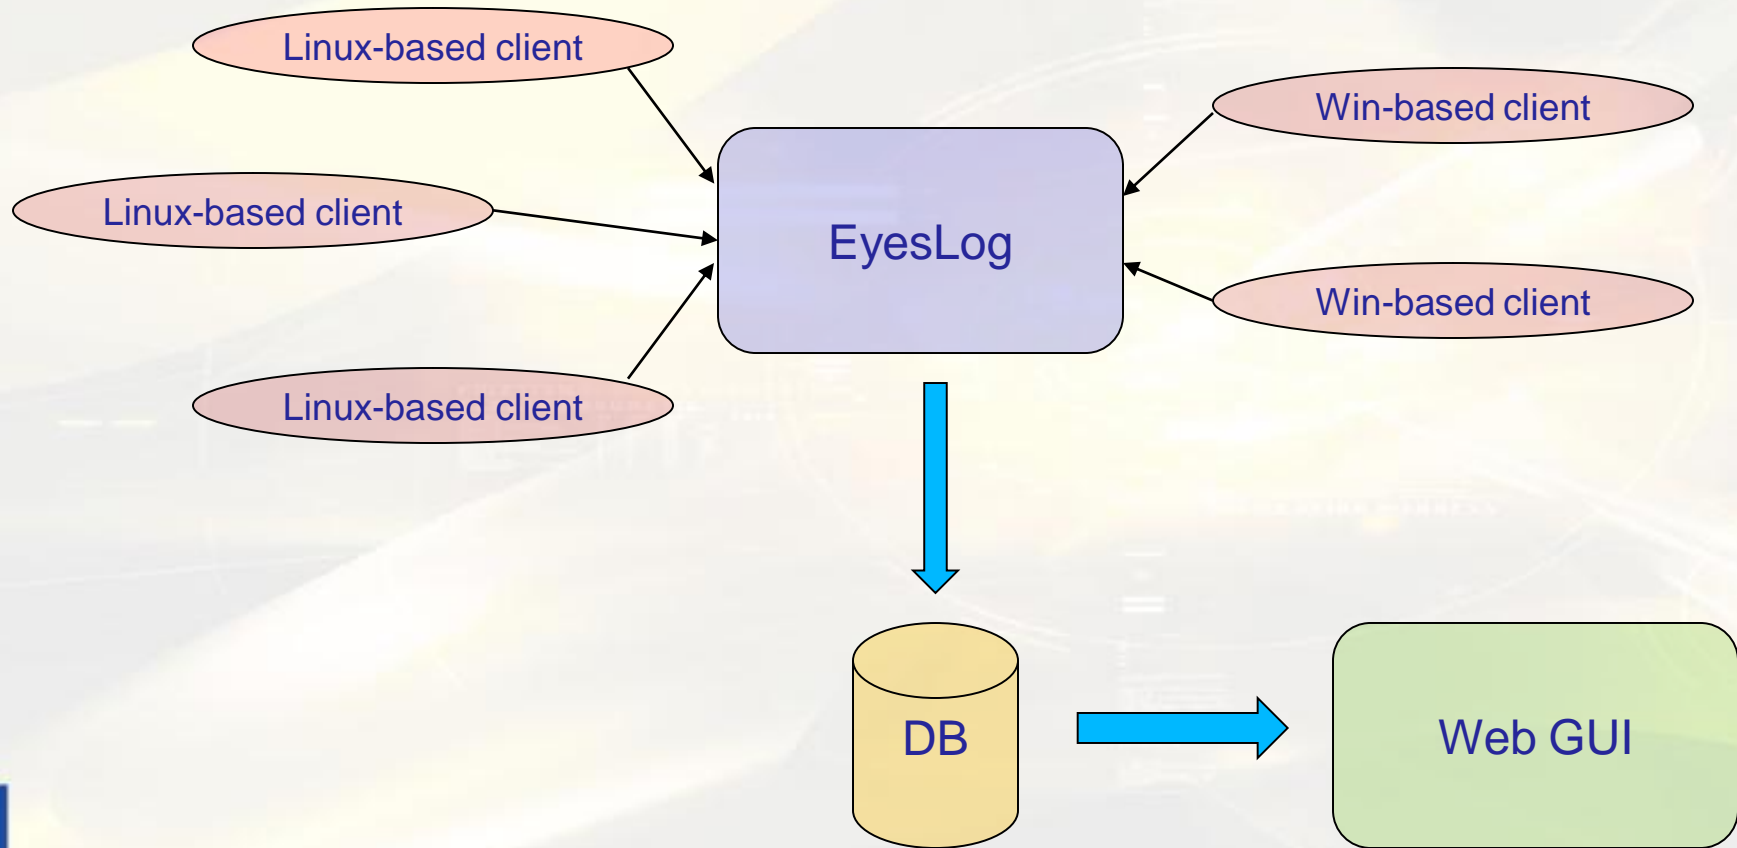 Linux-based client
Win-based client
Linux-based client
EyesLog
Win-based client
Linux-based client
DB
Web GUI